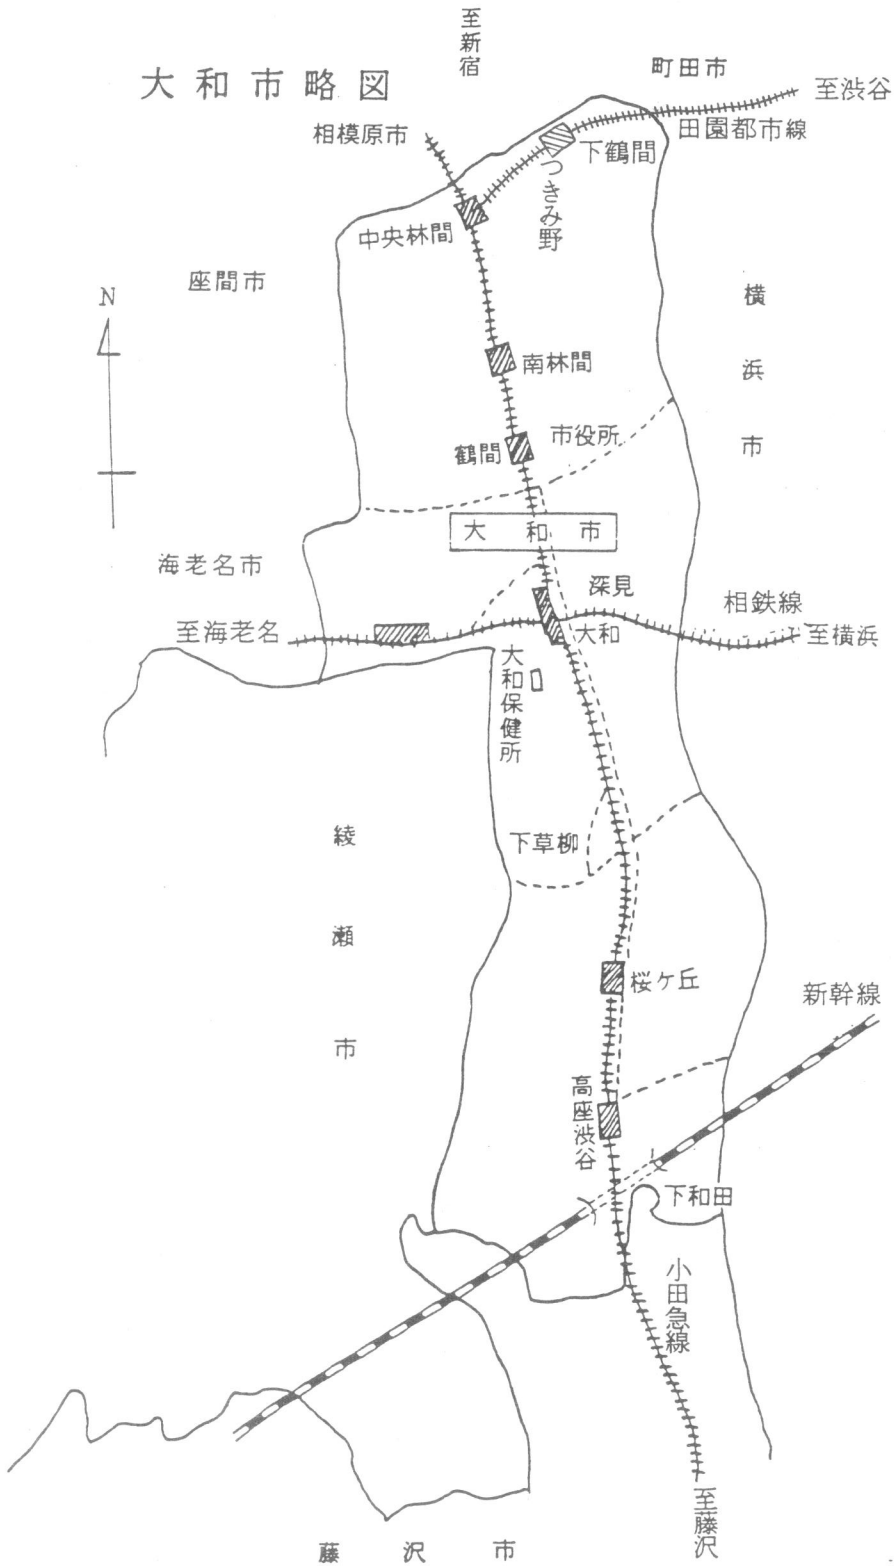 大和市略図
至新宿
町田市
至渋谷
田園都市線
相模原市
下鶴間
つきみ野
中央林間
座間市
N
横浜市
南林間
市役所
鶴間
大和市
海老名市
深見
相鉄線
至海老名
大和
至横浜
大和保健所
綾瀬市
下草柳
桜ケ丘
新幹線
高座渋谷
下和田
小田急線
至藤沢
藤沢市